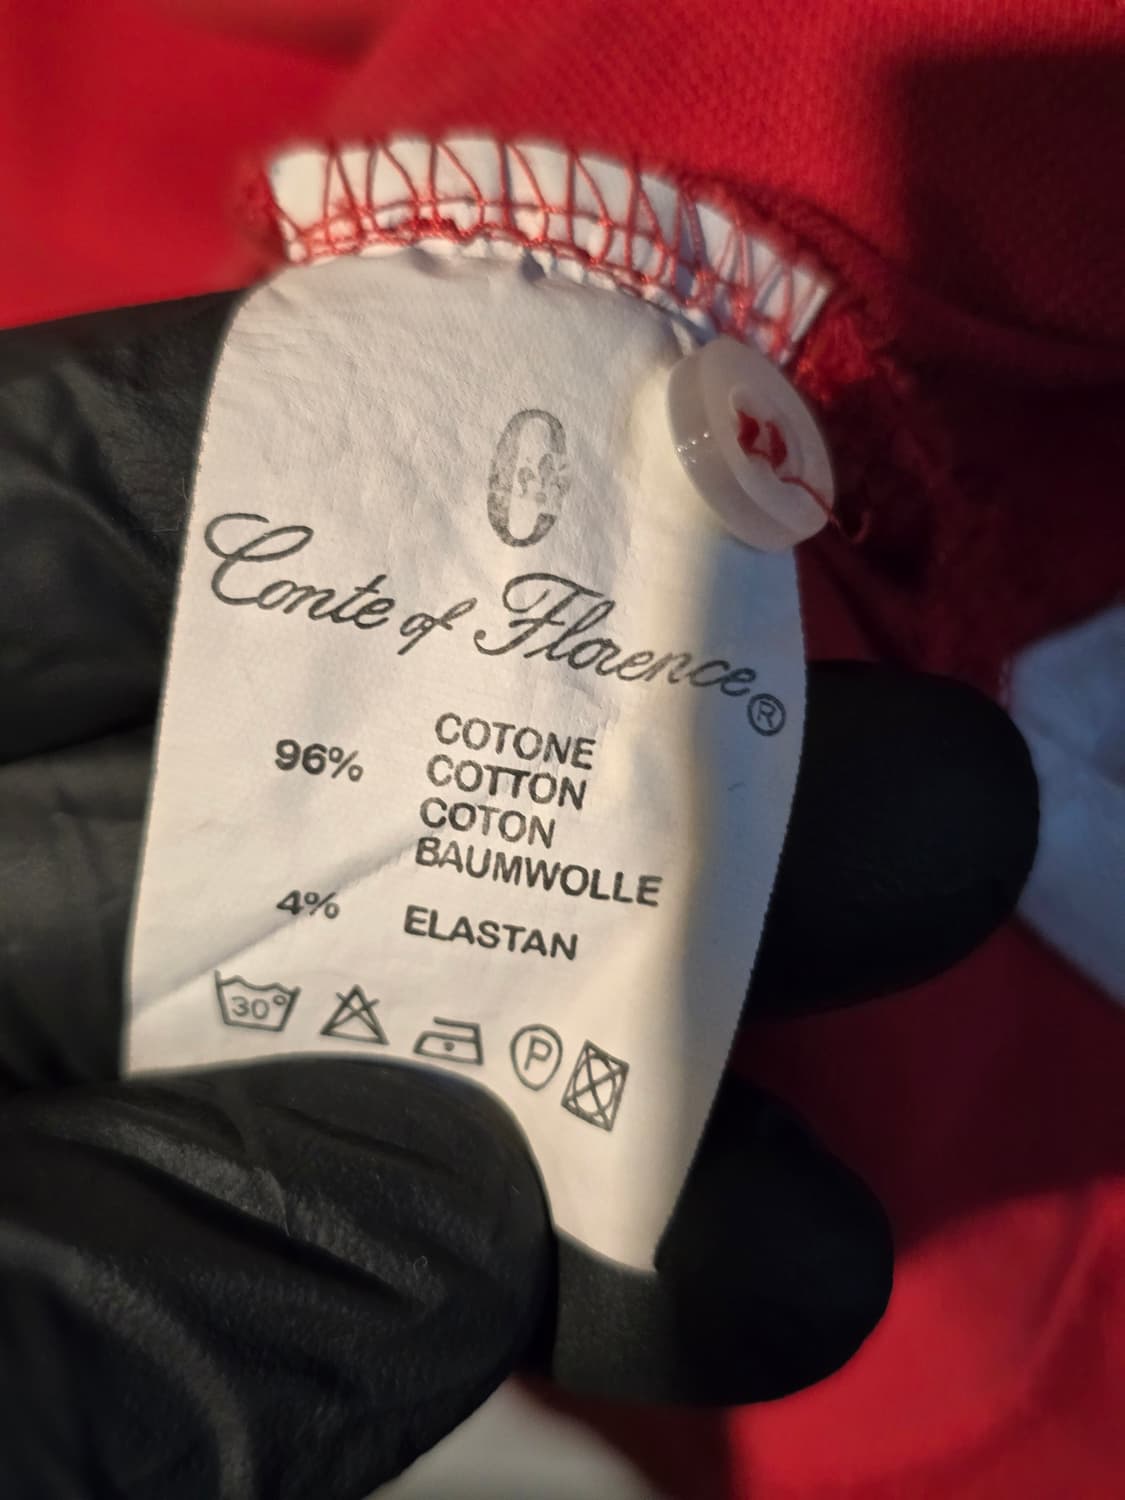 C
Conte of Florence®
96% COTONE
COTTON
COTON
BAUMWOLLE
4% ELASTAN
30° P